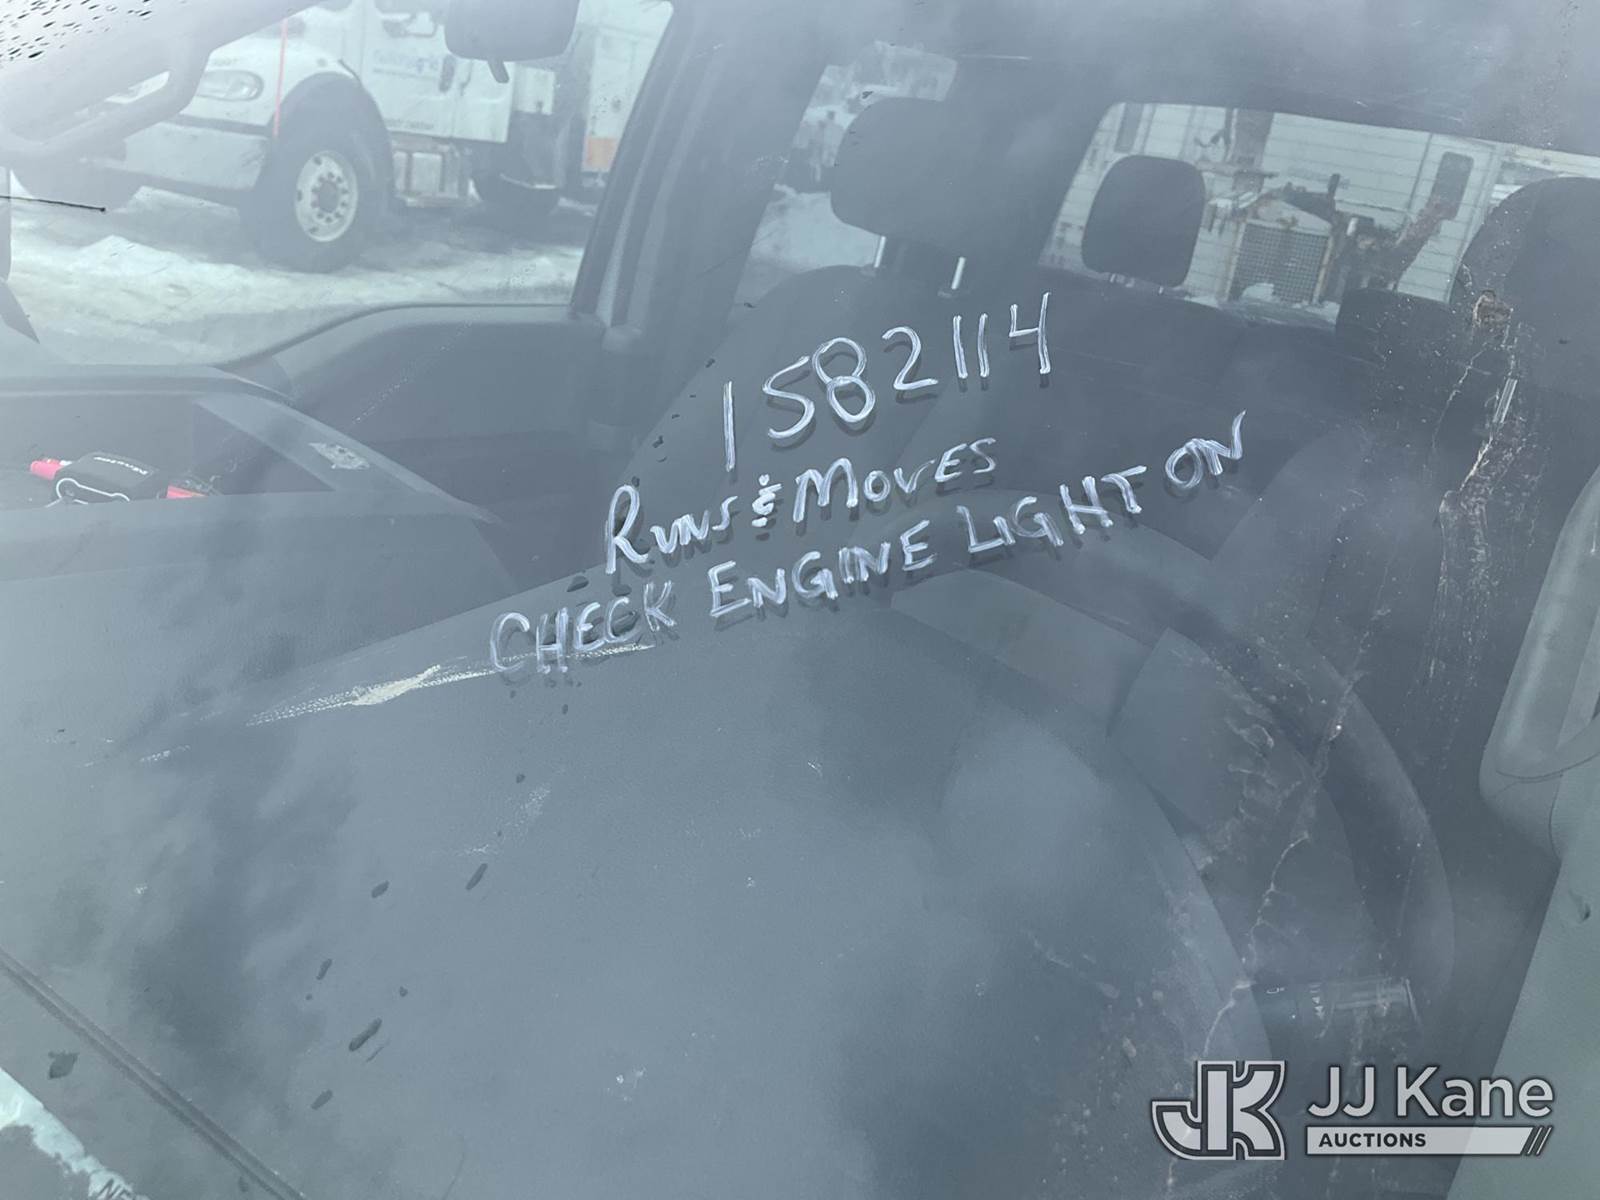 1582114
RUNS & MOVES
CHECK ENGINE LIGHT ON
JJ Kane
AUCTIONS